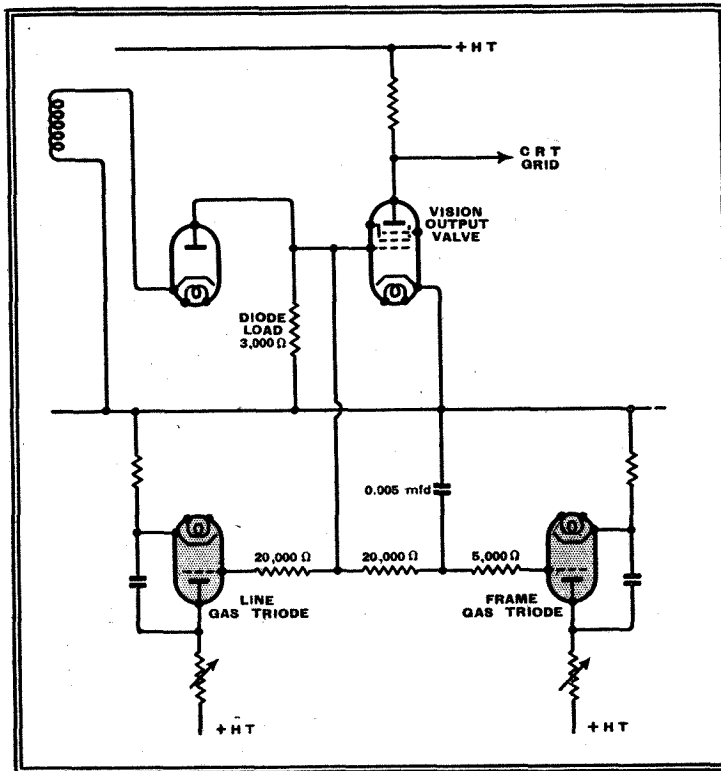 +HT
CRT
GRID
VISION
OUTPUT
VALVE
DIODE
LOAD
3,000 Ω
0.005 mfd
20,000 Ω
20,000 Ω
5,000 Ω
LINE
GAS TRIODE
FRAME
GAS TRIODE
+HT
+HT